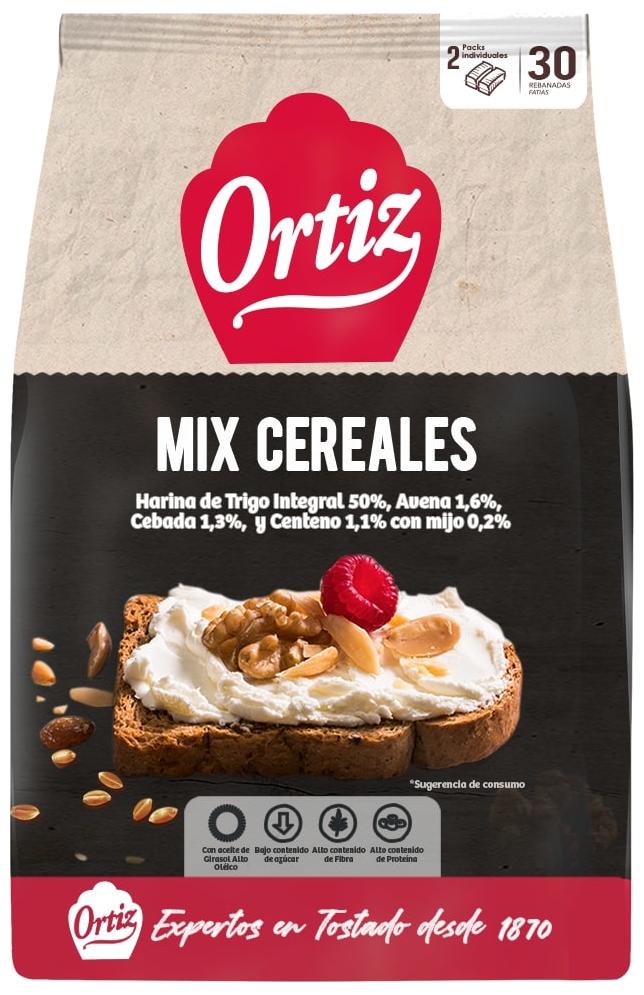 2 Packs individuales
30
REBANADAS
FATIAS
Ortiz
MIX CEREALES
Harina de Trigo Integral 50%, Avena 1,6%,
Cebada 1,3%, y Centeno 1,1% con mijo 0,2%
*Sugerencia de consumo
Con aceite de Girasol Alto Oléico
Bajo contenido de azúcar
Alto contenido de Fibra
Alto contenido de Proteína
Ortiz Expertos en Tostado desde 1870